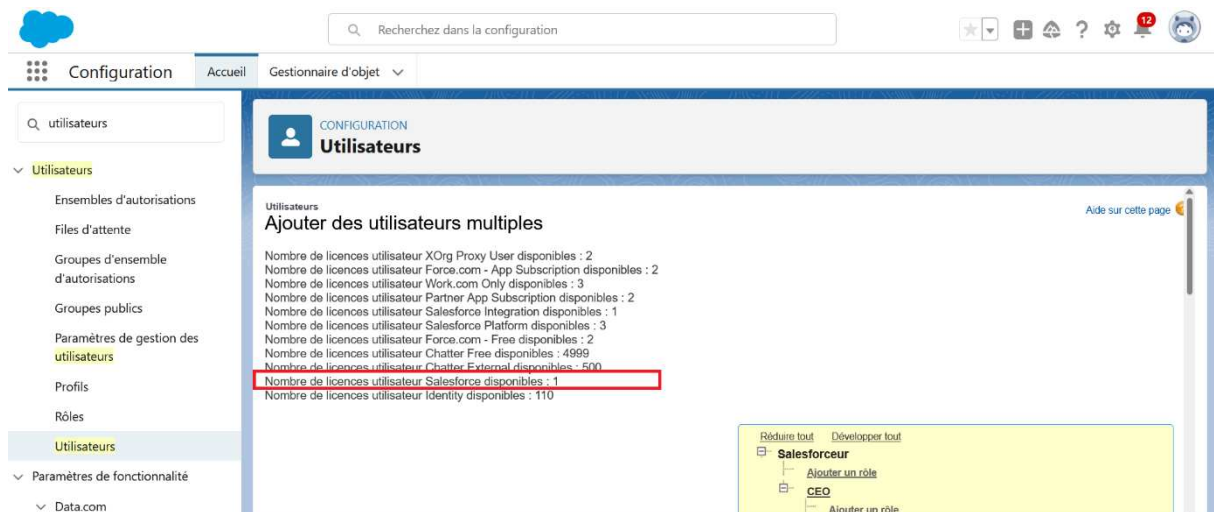 Recherchez dans la configuration
12
Configuration
Accueil
Gestionnaire d'objet
utilisateurs
Utilisateurs
Ensembles d'autorisations
Files d'attente
Groupes d'ensemble
d'autorisations
Groupes publics
Paramètres de gestion des
utilisateurs
Profils
Rôles
Utilisateurs
Paramètres de fonctionnalité
Data.com
CONFIGURATION
Utilisateurs
Utilisateurs
Ajouter des utilisateurs multiples
Aide sur cette page
Nombre de licences utilisateur XOrg Proxy User disponibles : 2
Nombre de licences utilisateur Force.com - App Subscription disponibles : 2
Nombre de licences utilisateur Work.com Only disponibles : 3
Nombre de licences utilisateur Partner App Subscription disponibles : 2
Nombre de licences utilisateur Salesforce Integration disponibles : 1
Nombre de licences utilisateur Salesforce Platform disponibles : 3
Nombre de licences utilisateur Force.com - Free disponibles : 2
Nombre de licences utilisateur Chatter Free disponibles : 4999
Nombre de licences utilisateur Chatter External disponibles : 500
Nombre de licences utilisateur Salesforce disponibles : 1
Nombre de licences utilisateur Identity disponibles : 110
Réduire tout Développer tout
Salesforceur
Ajouter un rôle
CEO
Ajouter un rôle